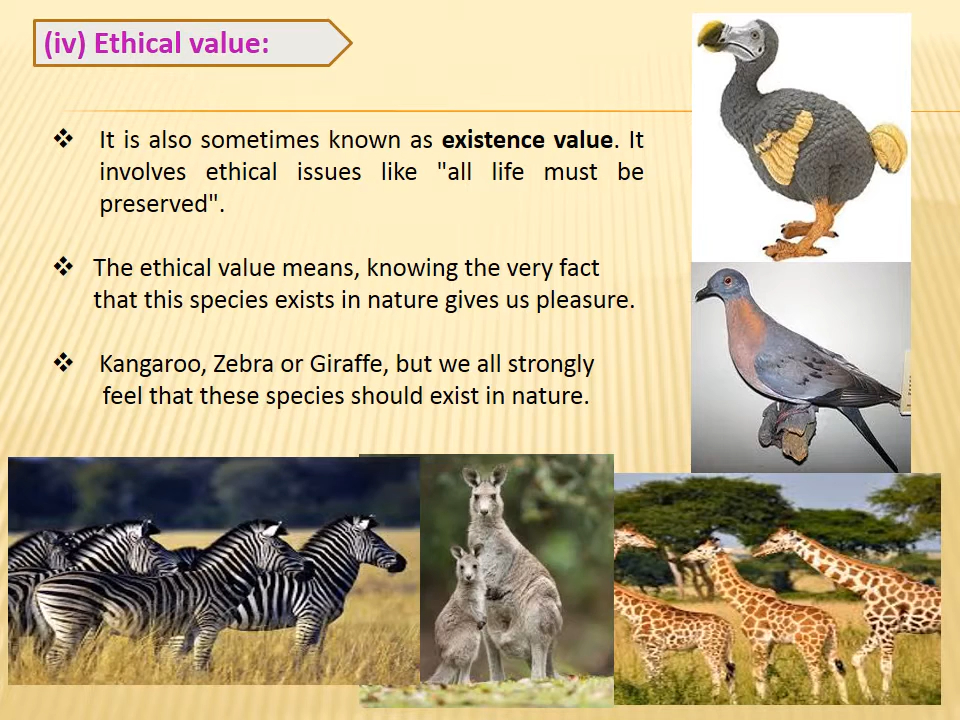 (iv) Ethical value:
❖ It is also sometimes known as existence value. It
involves ethical issues like "all life must be
preserved".
❖ The ethical value means, knowing the very fact
that this species exists in nature gives us pleasure.
❖ Kangaroo, Zebra or Giraffe, but we all strongly
feel that these species should exist in nature.